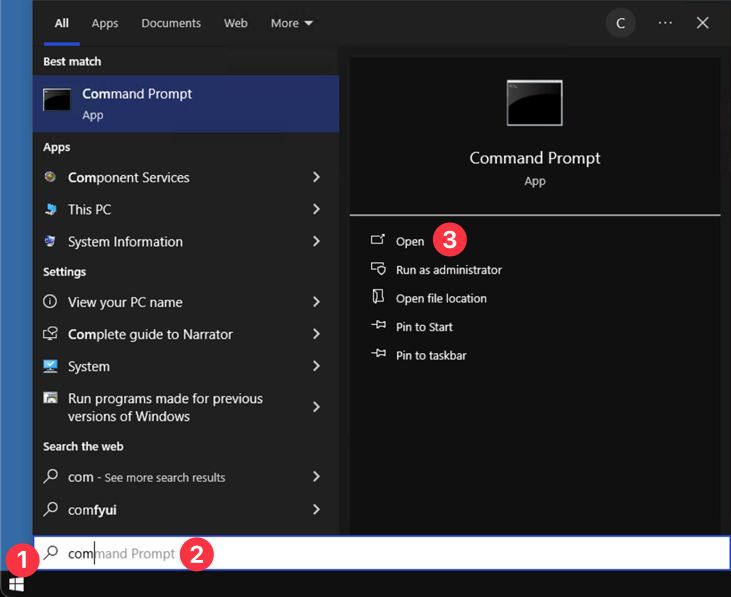 All Apps Documents Web More C ...
Best match
Command Prompt
App
Apps
Component Services
This PC
System Information
Settings
View your PC name
Complete guide to Narrator
System
Run programs made for previous
versions of Windows
Search the web
com - See more search results
comfyui
Command Prompt
App
Open 3
Run as administrator
Open file location
Pin to Start
Pin to taskbar
1 command Prompt 2